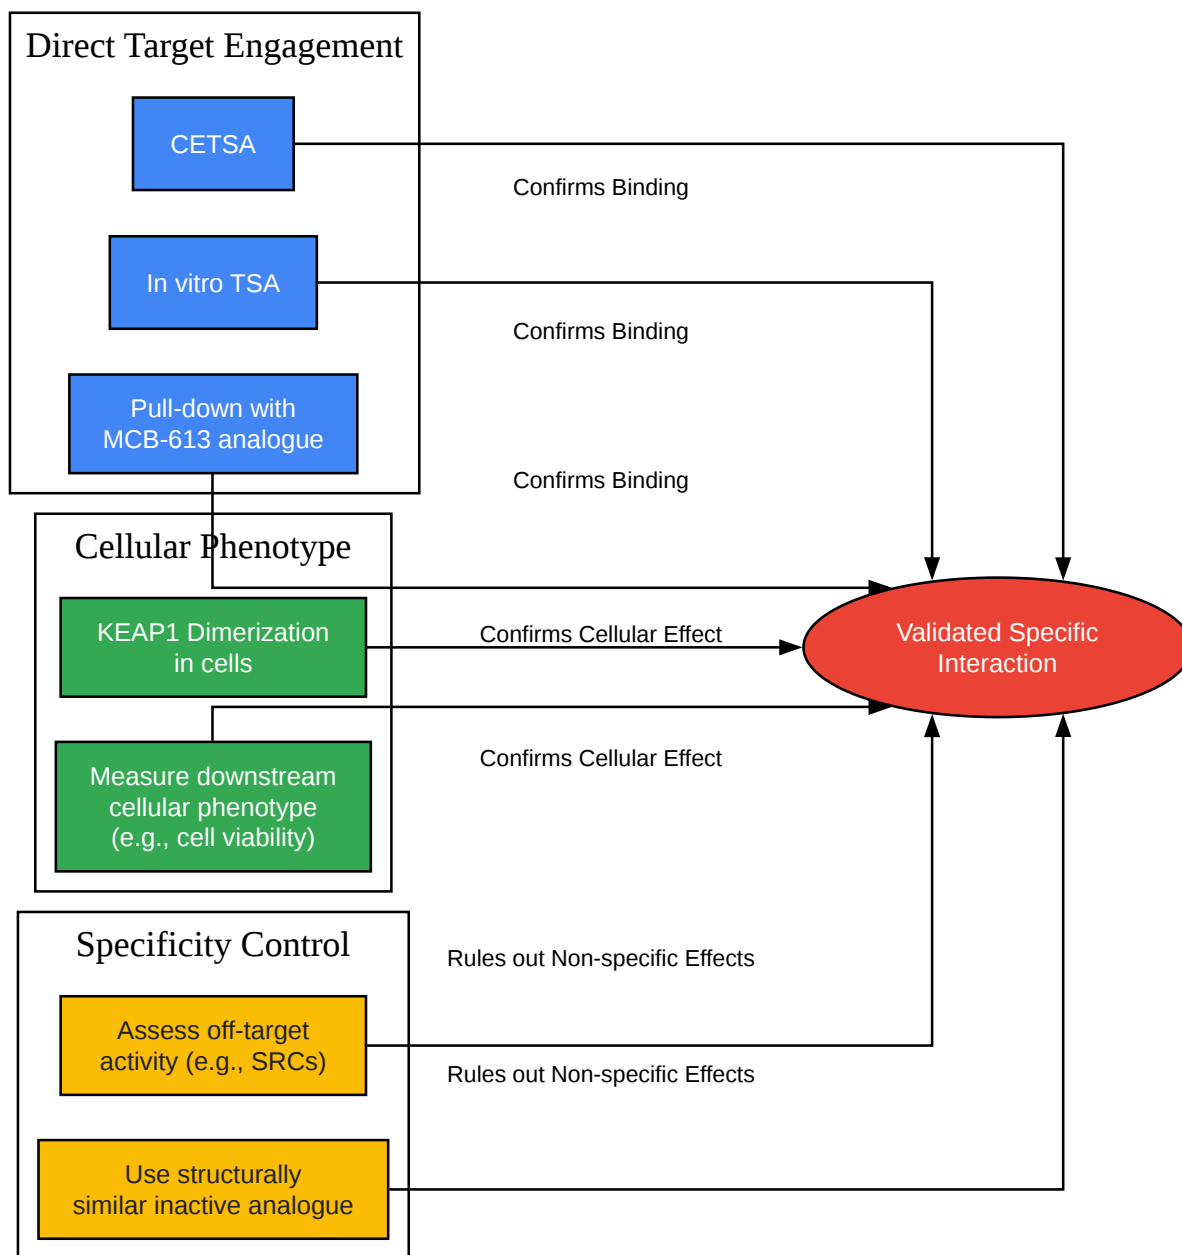 Direct Target Engagement
CETSA
Confirms Binding
In vitro TSA
Confirms Binding
Pull-down with
MCB-613 analogue
Confirms Binding
Cellular Phenotype
KEAP1 Dimerization
in cells
Confirms Cellular Effect
Validated Specific
Interaction
Measure downstream
cellular phenotype
(e.g., cell viability)
Confirms Cellular Effect
Specificity Control
Rules out Non-specific Effects
Assess off-target
activity (e.g., SRCs)
Rules out Non-specific Effects
Use structurally
similar inactive analogue